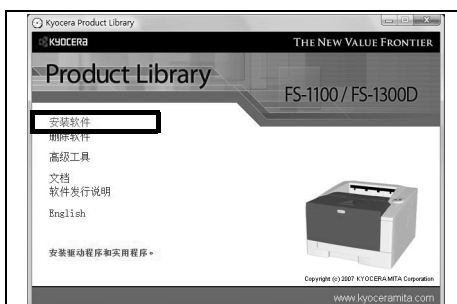 Kyocera Product Library
KYOCERA
THE NEW VALUE FRONTIER
Product Library
FS-1100 / FS-1300D
安装软件
删除软件
高级工具
文档
软件发行说明
English
安装驱动程序和实用程序。
Copyright (c) 2007 KYOCERA MITA Corporation
www.kyoceramita.com